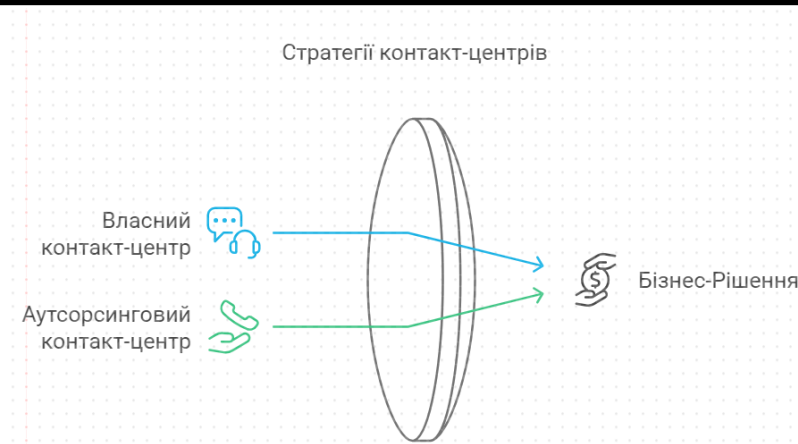 Стратегії контакт-центрів
Власний
контакт-центр
Аутсорсинговий
контакт-центр
Бізнес-Рішення